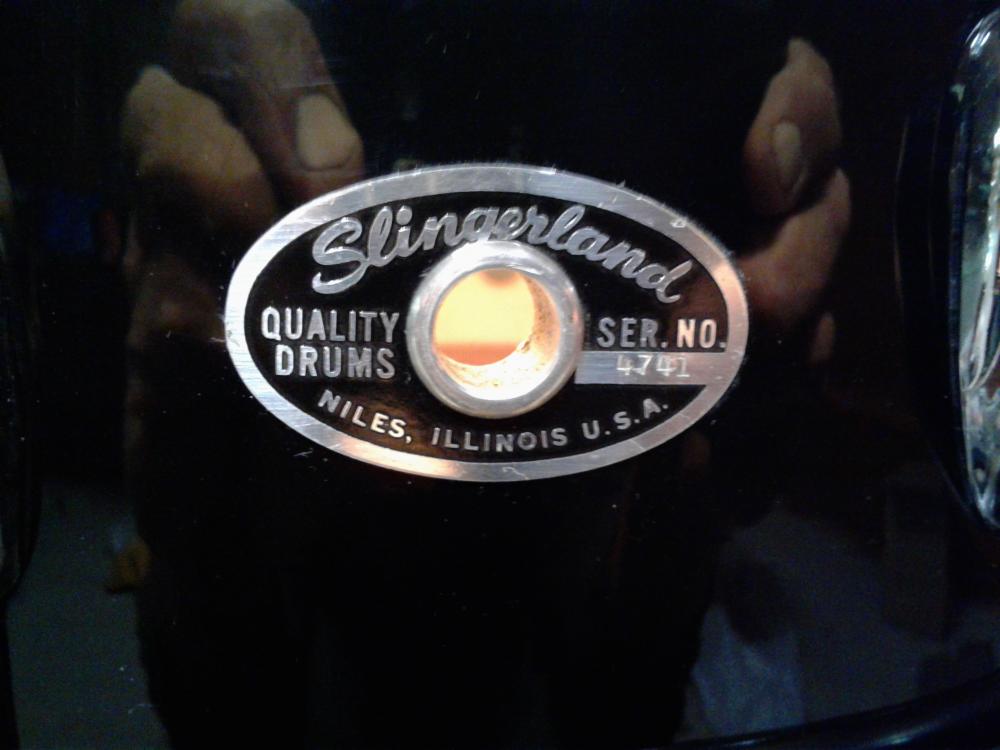 Slingerland
QUALITY DRUMS
SER. NO.
4741
NILES, ILLINOIS U.S.A.